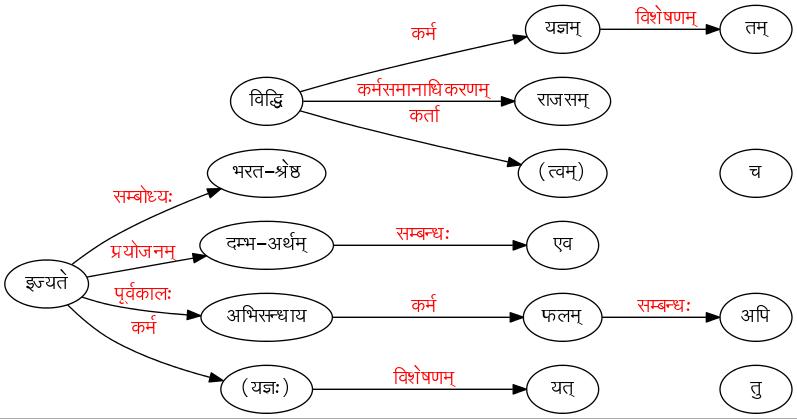 कर्म
यज्ञम्
विशेषणम्
तम्
विद्धि
कर्मसमानाधिकरणम्
राजसम्
कर्ता
(त्वम्)
च
सम्बोध्यः
भरत-श्रेष्ठ
इज्यते
प्रयोजनम्
दम्भ-अर्थम्
सम्बन्धः
एव
पूर्वकालः
अभिसन्धाय
कर्म
फलम्
सम्बन्धः
अपि
कर्म
(यज्ञः)
विशेषणम्
यत्
तु